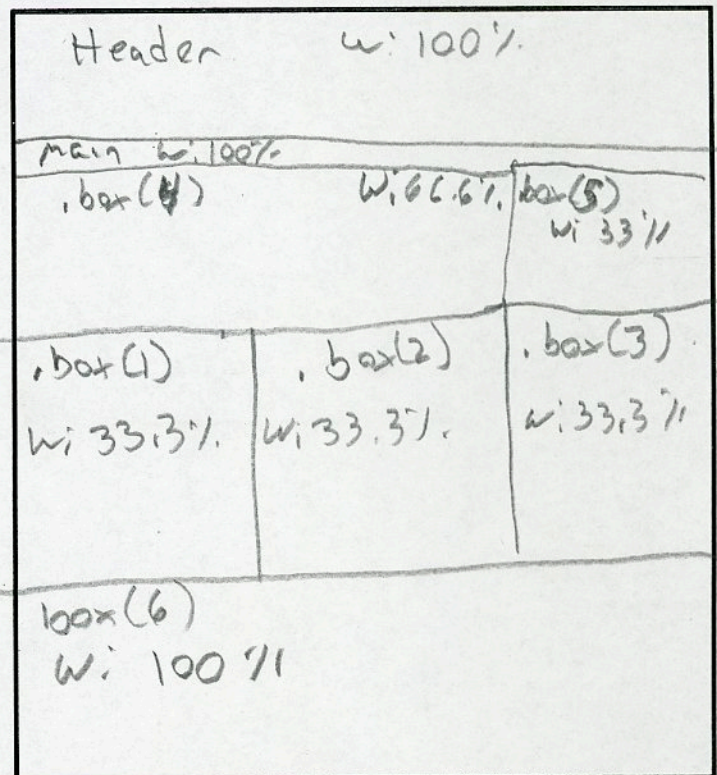 Header w: 100%
main w: 100%
.box(4) w: 66.6%
box(5)
w: 33%
.box(1)
w: 33.3%
.box(2)
w: 33.3%
.box(3)
w: 33.3%
box(6)
w: 100%